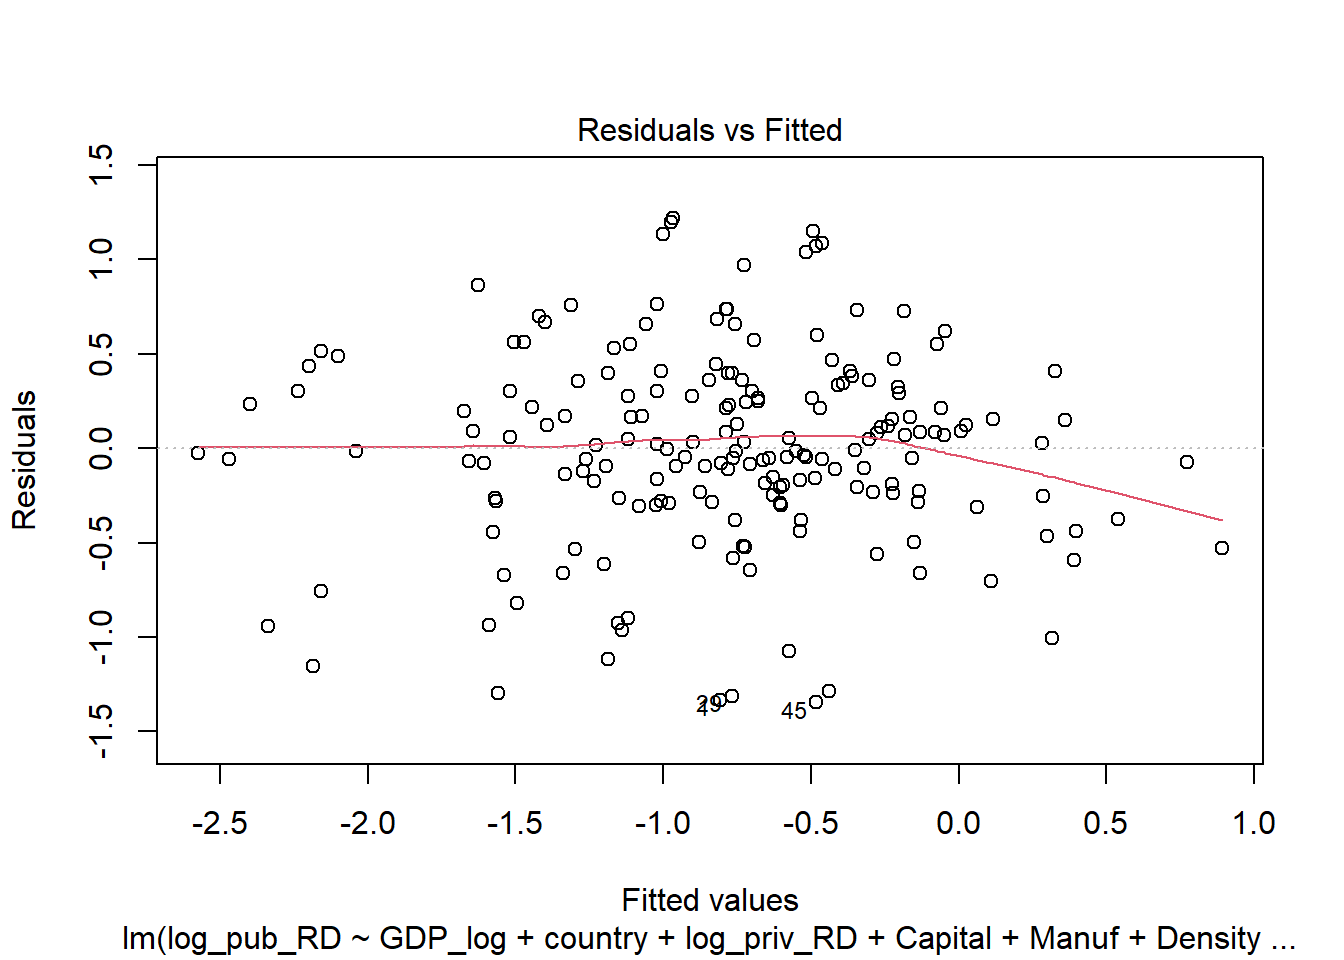 Residuals vs Fitted
Residuals
1.5
1.0
0.5
0.0
-0.5
-1.0
-1.5
45
-2.5 -2.0 -1.5 -1.0 -0.5 0.0 0.5 1.0
Fitted values
lm(log_pub_RD ~ GDP_log + country + log_priv_RD + Capital + Manuf + Density ...